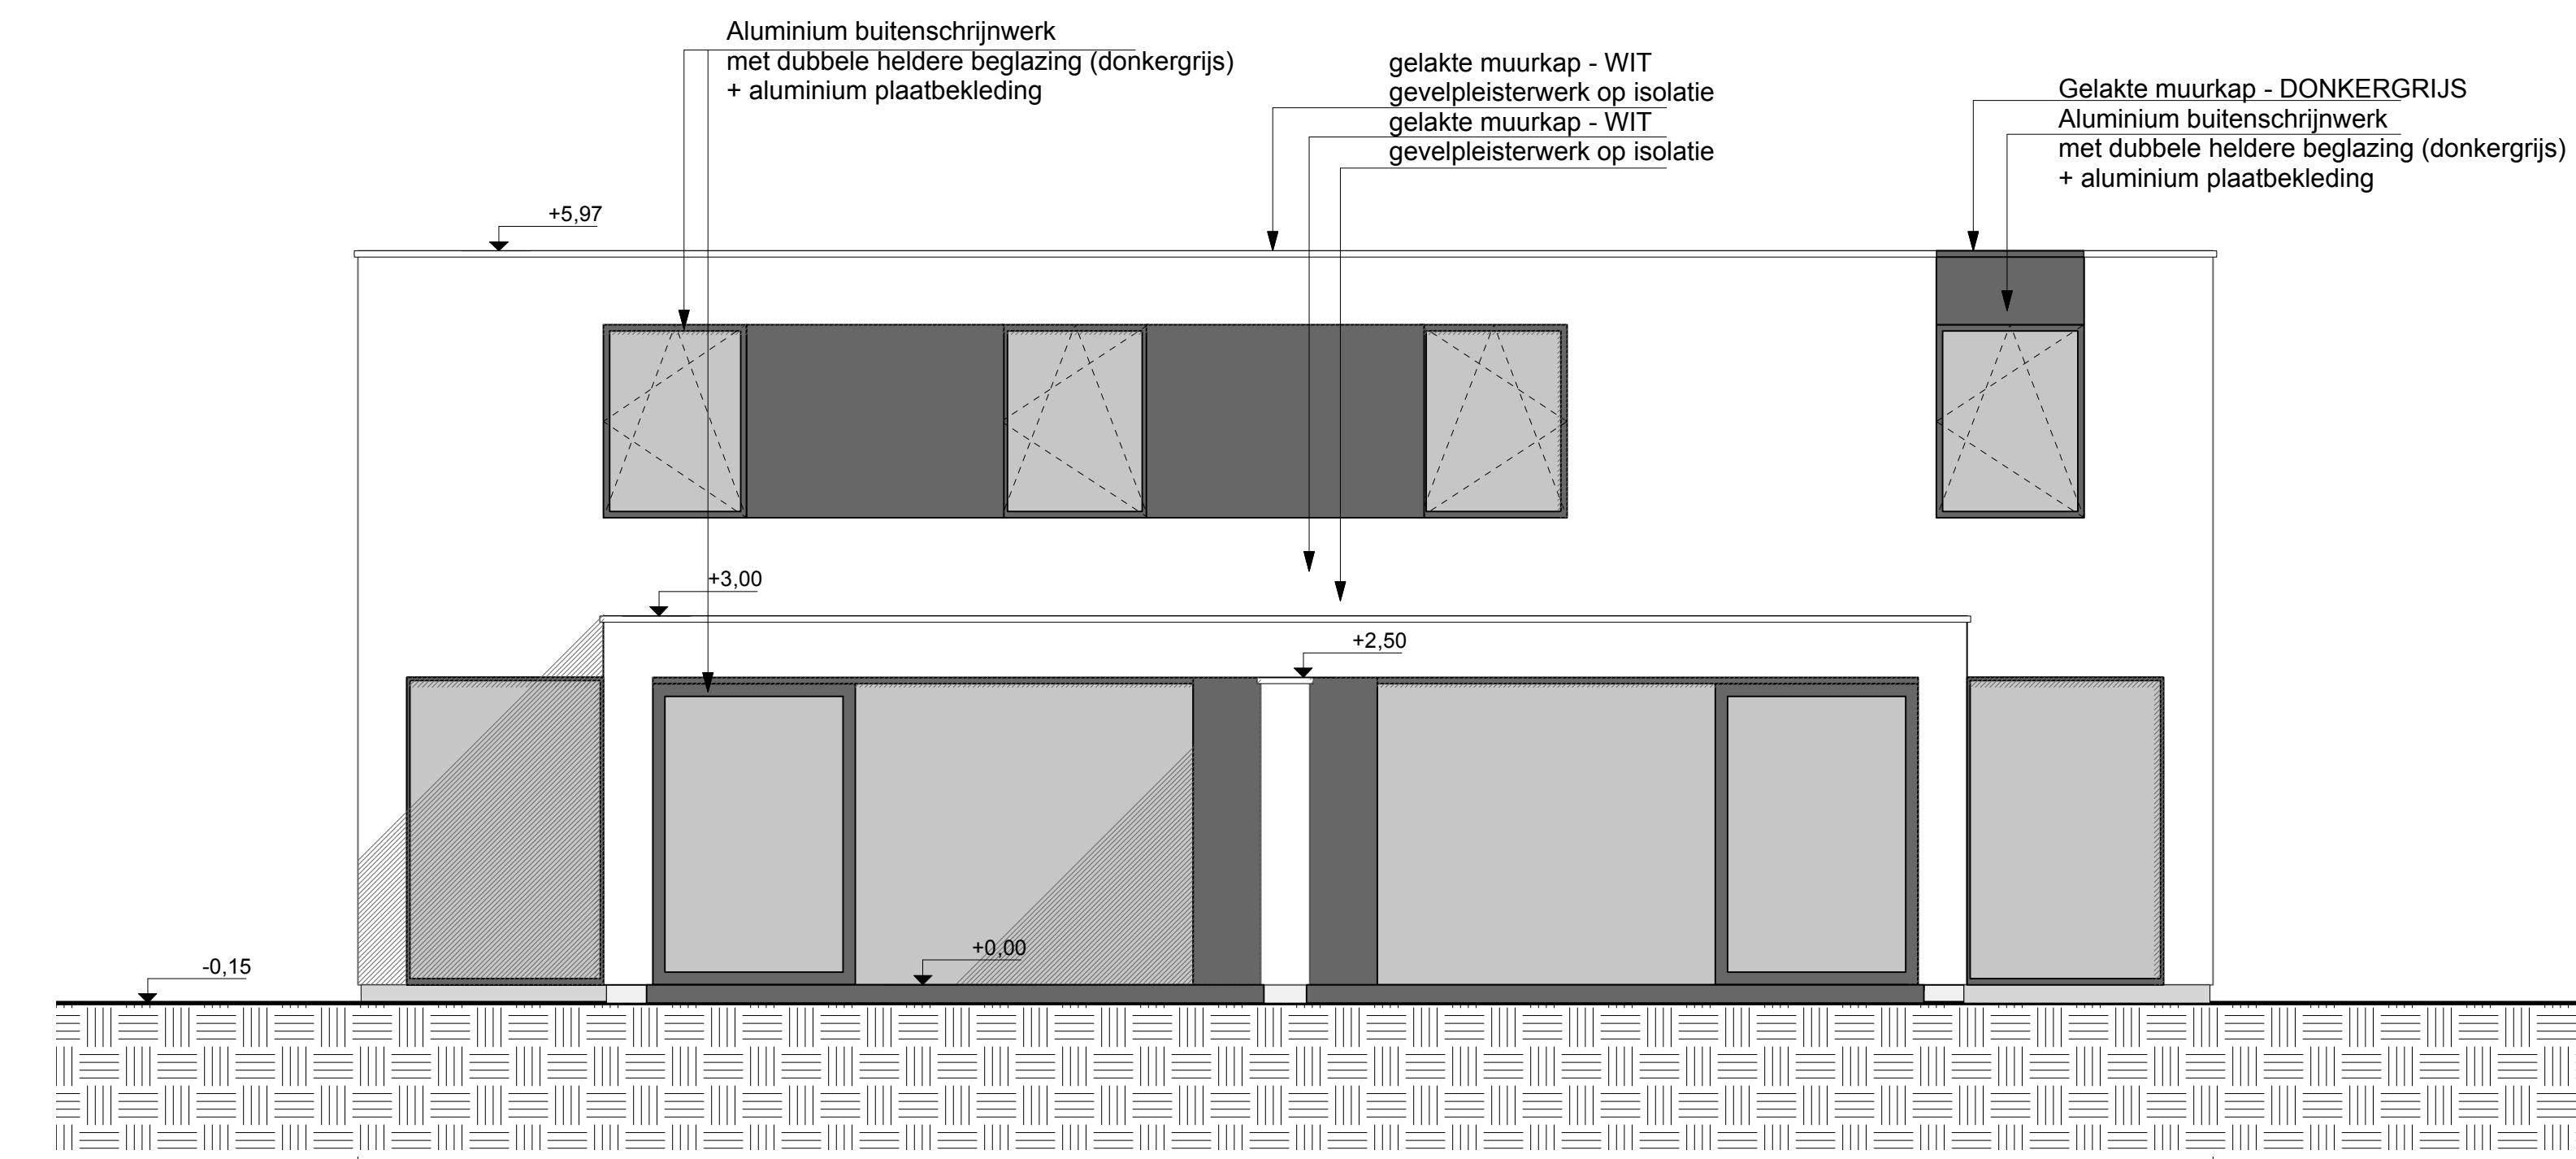 Aluminium buitenschrijnwerk
met dubbele heldere beglazing (donkergrijs)
+ aluminium plaatbekleding
gelakte muurkap - WIT
gevelpleisterwerk op isolatie
gelakte muurkap - WIT
gevelpleisterwerk op isolatie
Gelakte muurkap - DONKERGRIJS
Aluminium buitenschrijnwerk
met dubbele heldere beglazing (donkergrijs)
+ aluminium plaatbekleding
+5,97
+3,00
+2,50
+0,00
-0,15